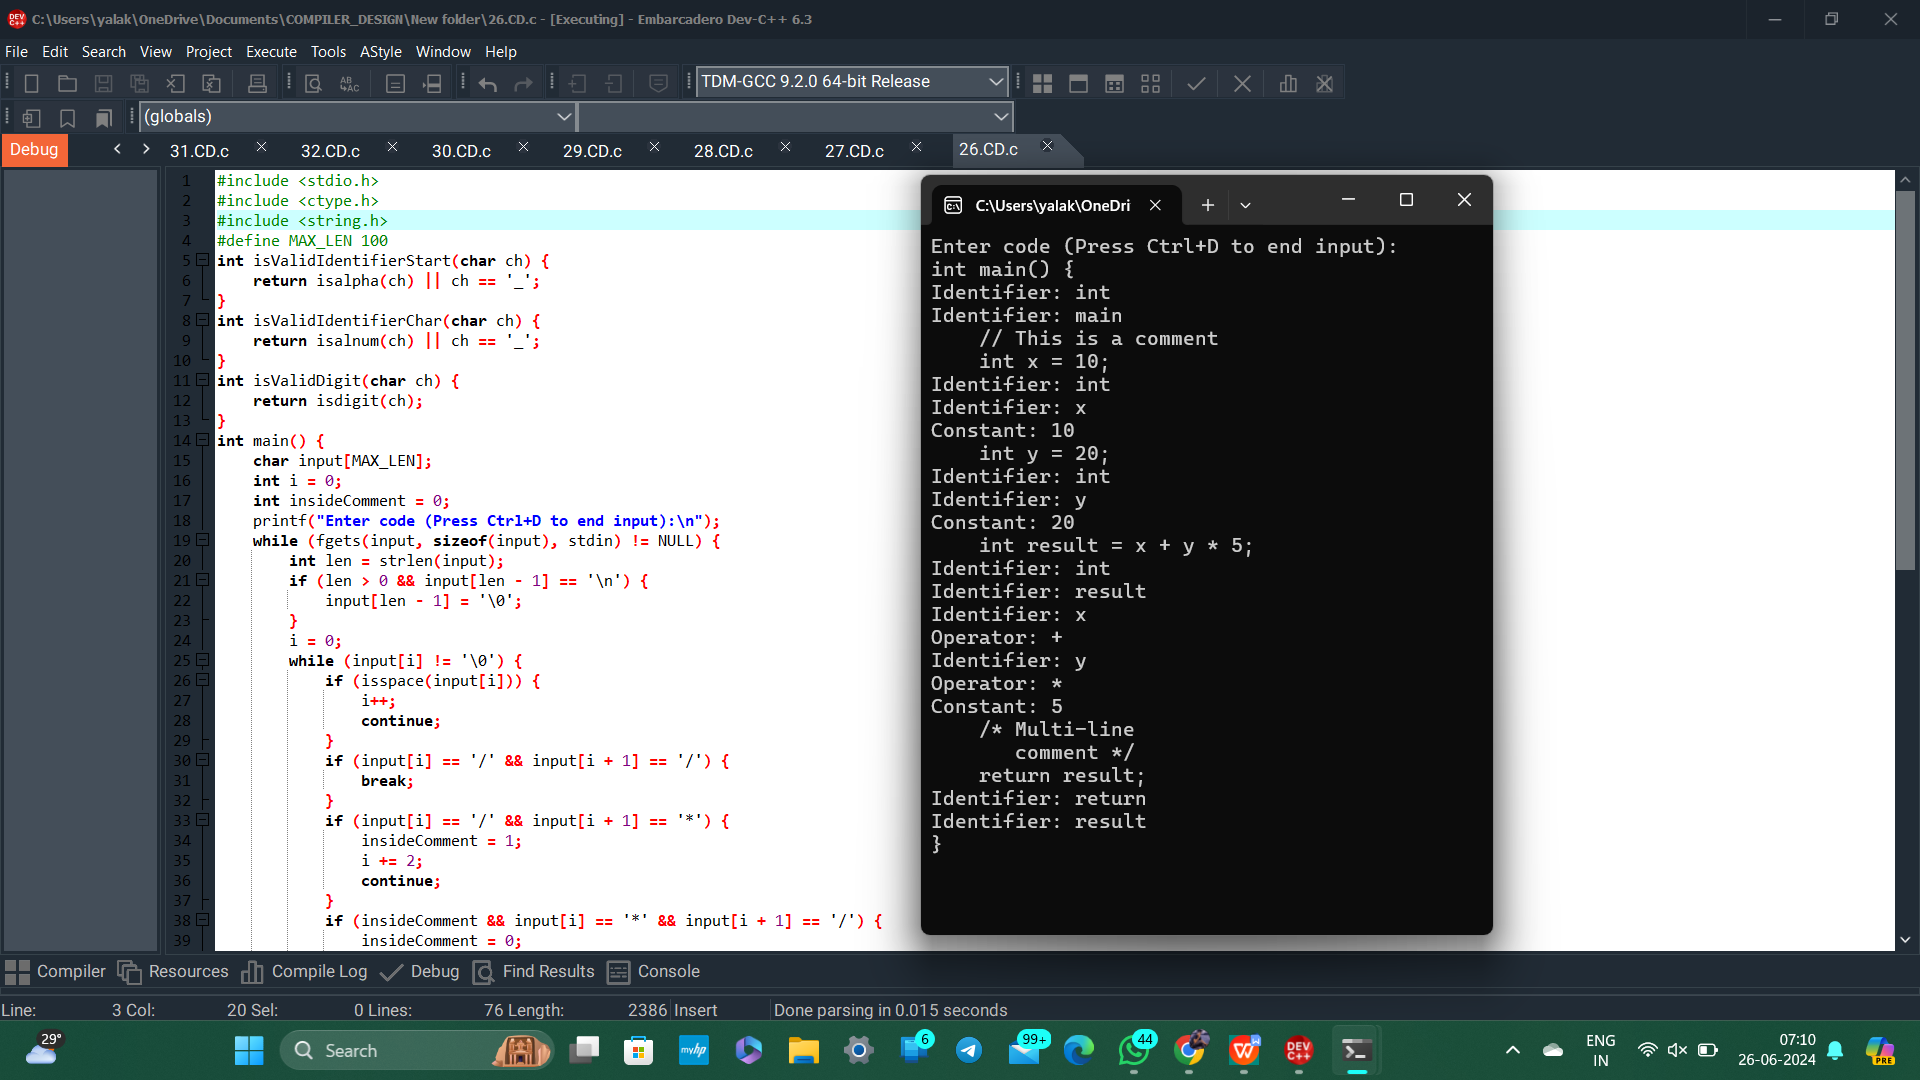 DEV C++ C:\Users\yalak\OneDrive\Documents\COMPILER_DESIGN\New folder\26.CD.c - [Executing] - Embarcadero Dev-C++ 6.3
File Edit Search View Project Execute Tools AStyle Window Help
TDM-GCC 9.2.0 64-bit Release
(globals)
Debug 31.CD.c 32.CD.c 30.CD.c 29.CD.c 28.CD.c 27.CD.c 26.CD.c
1 #include <stdio.h>
2 #include <ctype.h>
3 #include <string.h>
4 #define MAX_LEN 100
5 int isValidIdentifierStart(char ch) {
6     return isalpha(ch) || ch == '_';
7 }
8 int isValidIdentifierChar(char ch) {
9     return isalnum(ch) || ch == '_';
10 }
11 int isValidDigit(char ch) {
12     return isdigit(ch);
13 }
14 int main() {
15     char input[MAX_LEN];
16     int i = 0;
17     int insideComment = 0;
18     printf("Enter code (Press Ctrl+D to end input):\n");
19     while (fgets(input, sizeof(input), stdin) != NULL) {
20         int len = strlen(input);
21         if (len > 0 && input[len - 1] == '\n') {
22             input[len - 1] = '\0';
23         }
24         i = 0;
25         while (input[i] != '\0') {
26             if (isspace(input[i])) {
27                 i++;
28                 continue;
29             }
30             if (input[i] == '/' && input[i + 1] == '/') {
31                 break;
32             }
33             if (input[i] == '/' && input[i + 1] == '*') {
34                 insideComment = 1;
35                 i += 2;
36                 continue;
37             }
38             if (insideComment && input[i] == '*' && input[i + 1] == '/') {
39                 insideComment = 0;
C:\Users\yalak\OneDri
Enter code (Press Ctrl+D to end input):
int main() {
Identifier: int
Identifier: main
    // This is a comment
    int x = 10;
Identifier: int
Identifier: x
Constant: 10
    int y = 20;
Identifier: int
Identifier: y
Constant: 20
    int result = x + y * 5;
Identifier: int
Identifier: result
Identifier: x
Operator: +
Identifier: y
Operator: *
Constant: 5
    /* Multi-line
       comment */
    return result;
Identifier: return
Identifier: result
}
Compiler Resources Compile Log Debug Find Results Console
Line: 3 Col: 20 Sel: 0 Lines: 76 Length: 2386 Insert Done parsing in 0.015 seconds
29° Search myhp 6 99+ 44 DEV C++ ENG 07:10
IN 26-06-2024 PRE